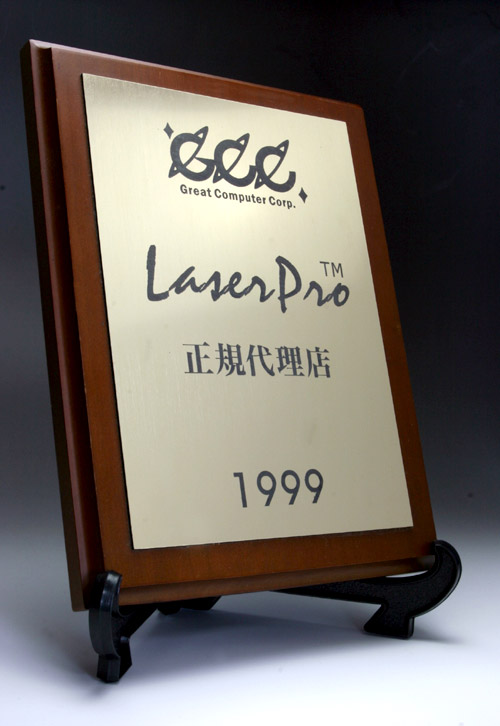 GCC
Great Computer Corp.
LaserPro™
正規代理店
1999